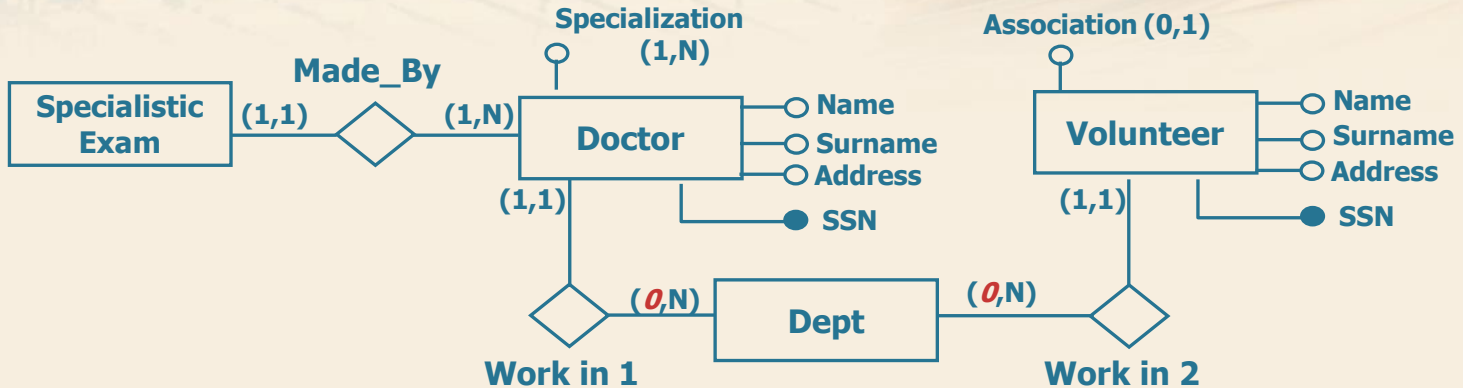 Specialization
(1,N)
Association (0,1)
Made_By
Specialistic
Exam
(1,1)
(1,N)
Doctor
Name
Surname
Address
SSN
Volunteer
Name
Surname
Address
SSN
(1,1)
(1,1)
(0,N)
Dept
(0,N)
Work in 1
Work in 2